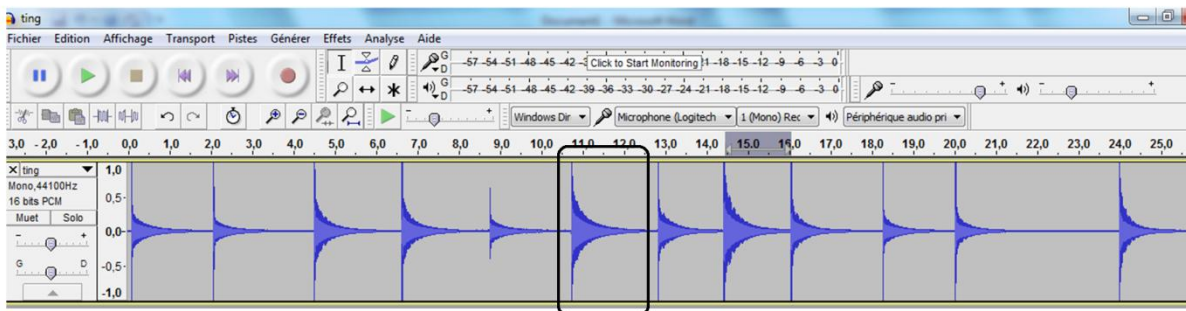 ting
Fichier Edition Affichage Transport Pistes Générer Effets Analyse Aide
G -57 -54 -51 -48 -45 -42 -3 Click to Start Monitoring -18 -15 -12 -9 -6 -3 0
D
G -57 -54 -51 -48 -45 -42 -39 -36 -33 -30 -27 -24 -21 -18 -15 -12 -9 -6 -3 0
D
- +
- +
- + Windows Dir Microphone (Logitech 1 (Mono) Rec Périphérique audio pri
3,0 -2,0 -1,0 0,0 1,0 2,0 3,0 4,0 5,0 6,0 7,0 8,0 9,0 10,0 11,0 12,0 13,0 14,0 15,0 16,0 17,0 18,0 19,0 20,0 21,0 22,0 23,0 24,0 25,0
X ting 1,0
Mono,44100Hz
16 bits PCM 0,5
Muet Solo
- + 0,0
G D -0,5
-1,0